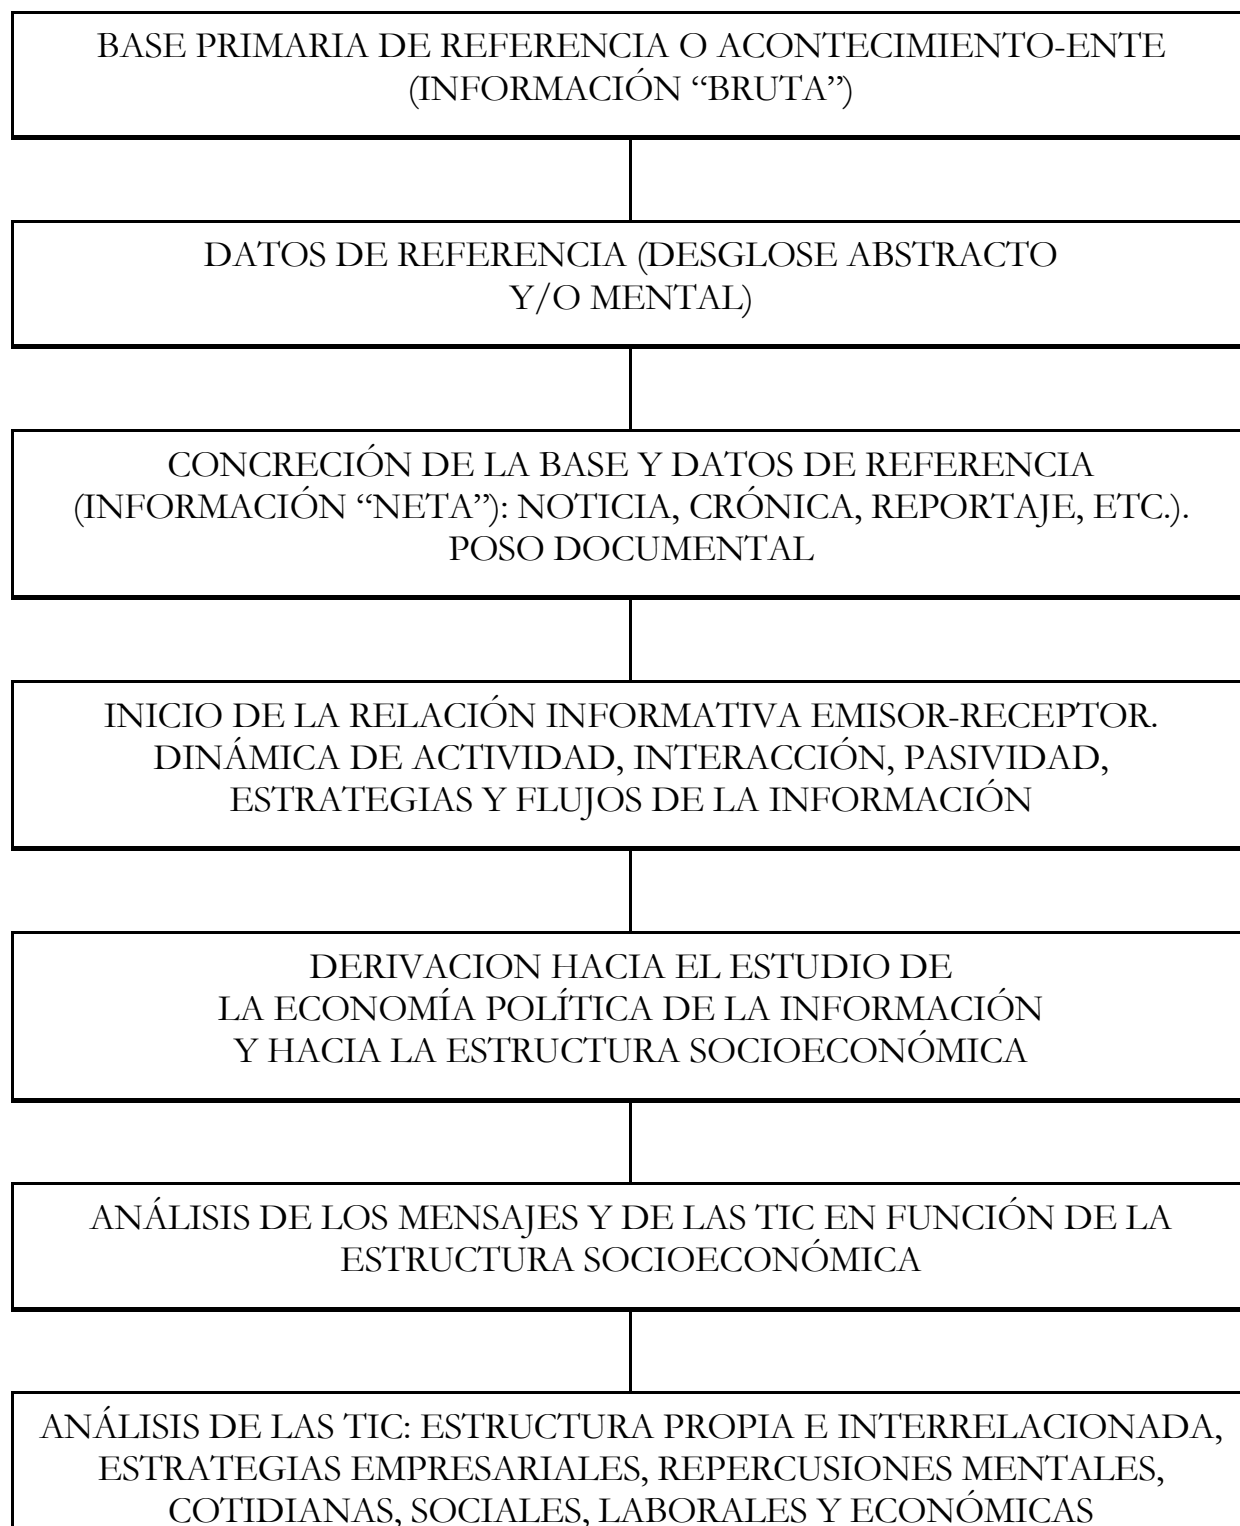 BASE PRIMARIA DE REFERENCIA O ACONTECIMIENTO-ENTE
(INFORMACIÓN “BRUTA”)
DATOS DE REFERENCIA (DESGLOSE ABSTRACTO
Y/O MENTAL)
CONCRECIÓN DE LA BASE Y DATOS DE REFERENCIA
(INFORMACIÓN “NETA”): NOTICIA, CRÓNICA, REPORTAJE, ETC.).
POSO DOCUMENTAL
INICIO DE LA RELACIÓN INFORMATIVA EMISOR-RECEPTOR.
DINÁMICA DE ACTIVIDAD, INTERACCIÓN, PASIVIDAD,
ESTRATEGIAS Y FLUJOS DE LA INFORMACIÓN
DERIVACION HACIA EL ESTUDIO DE
LA ECONOMÍA POLÍTICA DE LA INFORMACIÓN
Y HACIA LA ESTRUCTURA SOCIOECONÓMICA
ANÁLISIS DE LOS MENSAJES Y DE LAS TIC EN FUNCIÓN DE LA
ESTRUCTURA SOCIOECONÓMICA
ANÁLISIS DE LAS TIC: ESTRUCTURA PROPIA E INTERRELACIONADA,
ESTRATEGIAS EMPRESARIALES, REPERCUSIONES MENTALES,
COTIDIANAS, SOCIALES, LABORALES Y ECONÓMICAS